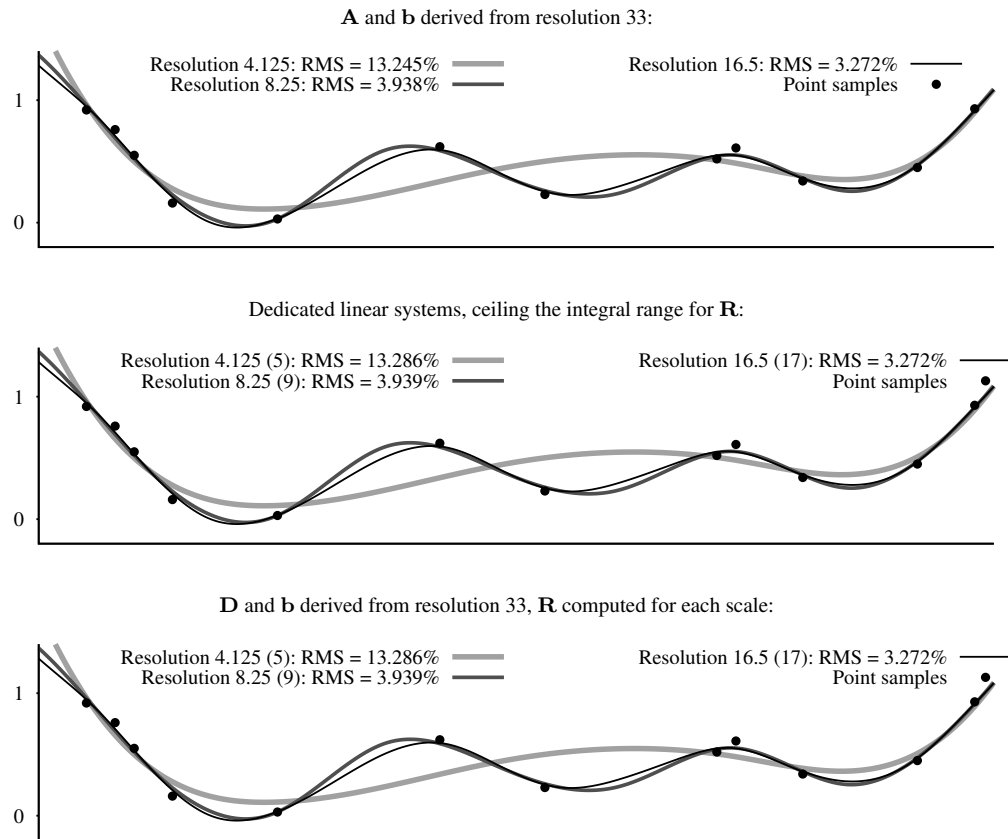 A and b derived from resolution 33:
Resolution 4.125: RMS = 13.245%
Resolution 16.5: RMS = 3.272%
Resolution 8.25: RMS = 3.938%
Point samples
1
0
Dedicated linear systems, ceiling the integral range for R:
Resolution 4.125 (5): RMS = 13.286%
Resolution 16.5 (17): RMS = 3.272%
Resolution 8.25 (9): RMS = 3.939%
Point samples
1
0
D and b derived from resolution 33, R computed for each scale:
Resolution 4.125 (5): RMS = 13.286%
Resolution 16.5 (17): RMS = 3.272%
Resolution 8.25 (9): RMS = 3.939%
Point samples
1
0